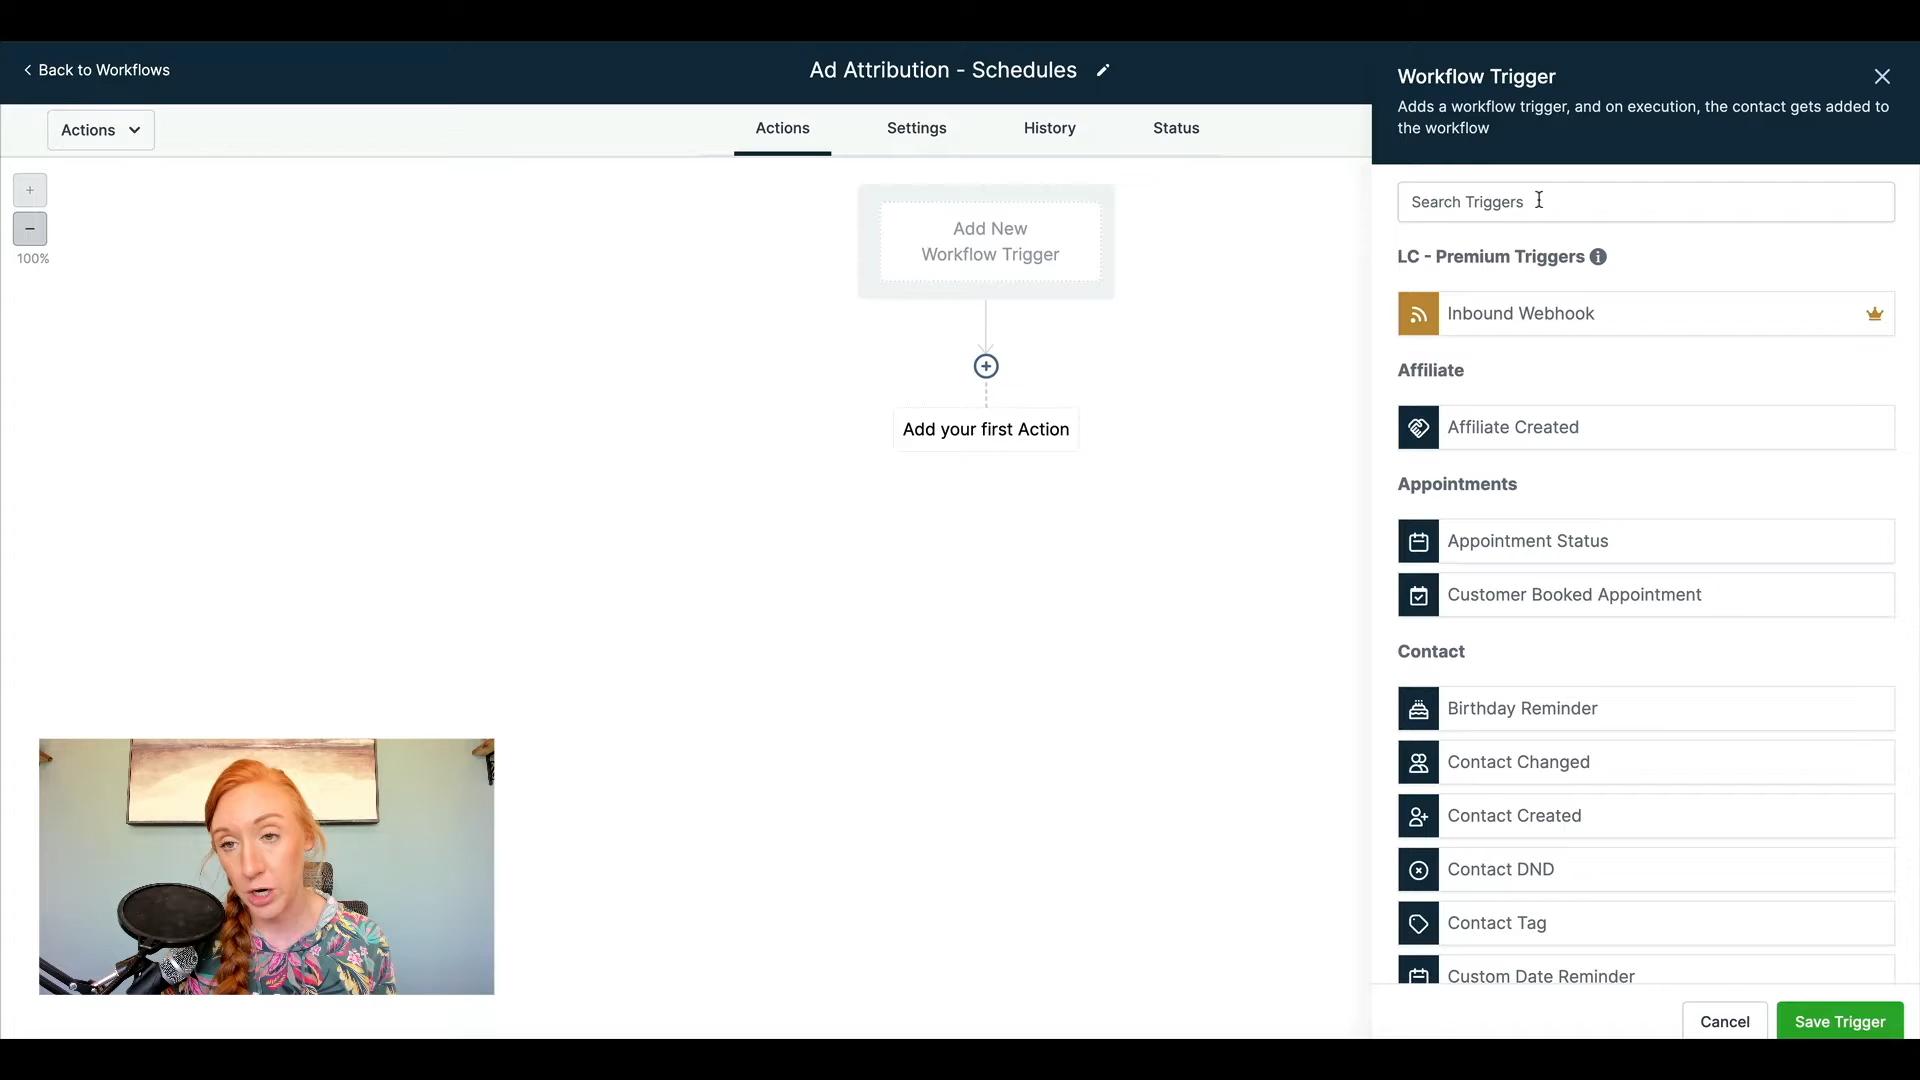 Back to Workflows
Ad Attribution - Schedules
Actions
Actions
Settings
History
Status
+
−
100%
Add New
Workflow Trigger
Add your first Action
Workflow Trigger
Adds a workflow trigger, and on execution, the contact gets added to
the workflow
Search Triggers
LC - Premium Triggers
Inbound Webhook
Affiliate
Affiliate Created
Appointments
Appointment Status
Customer Booked Appointment
Contact
Birthday Reminder
Contact Changed
Contact Created
Contact DND
Contact Tag
Custom Date Reminder
Cancel
Save Trigger